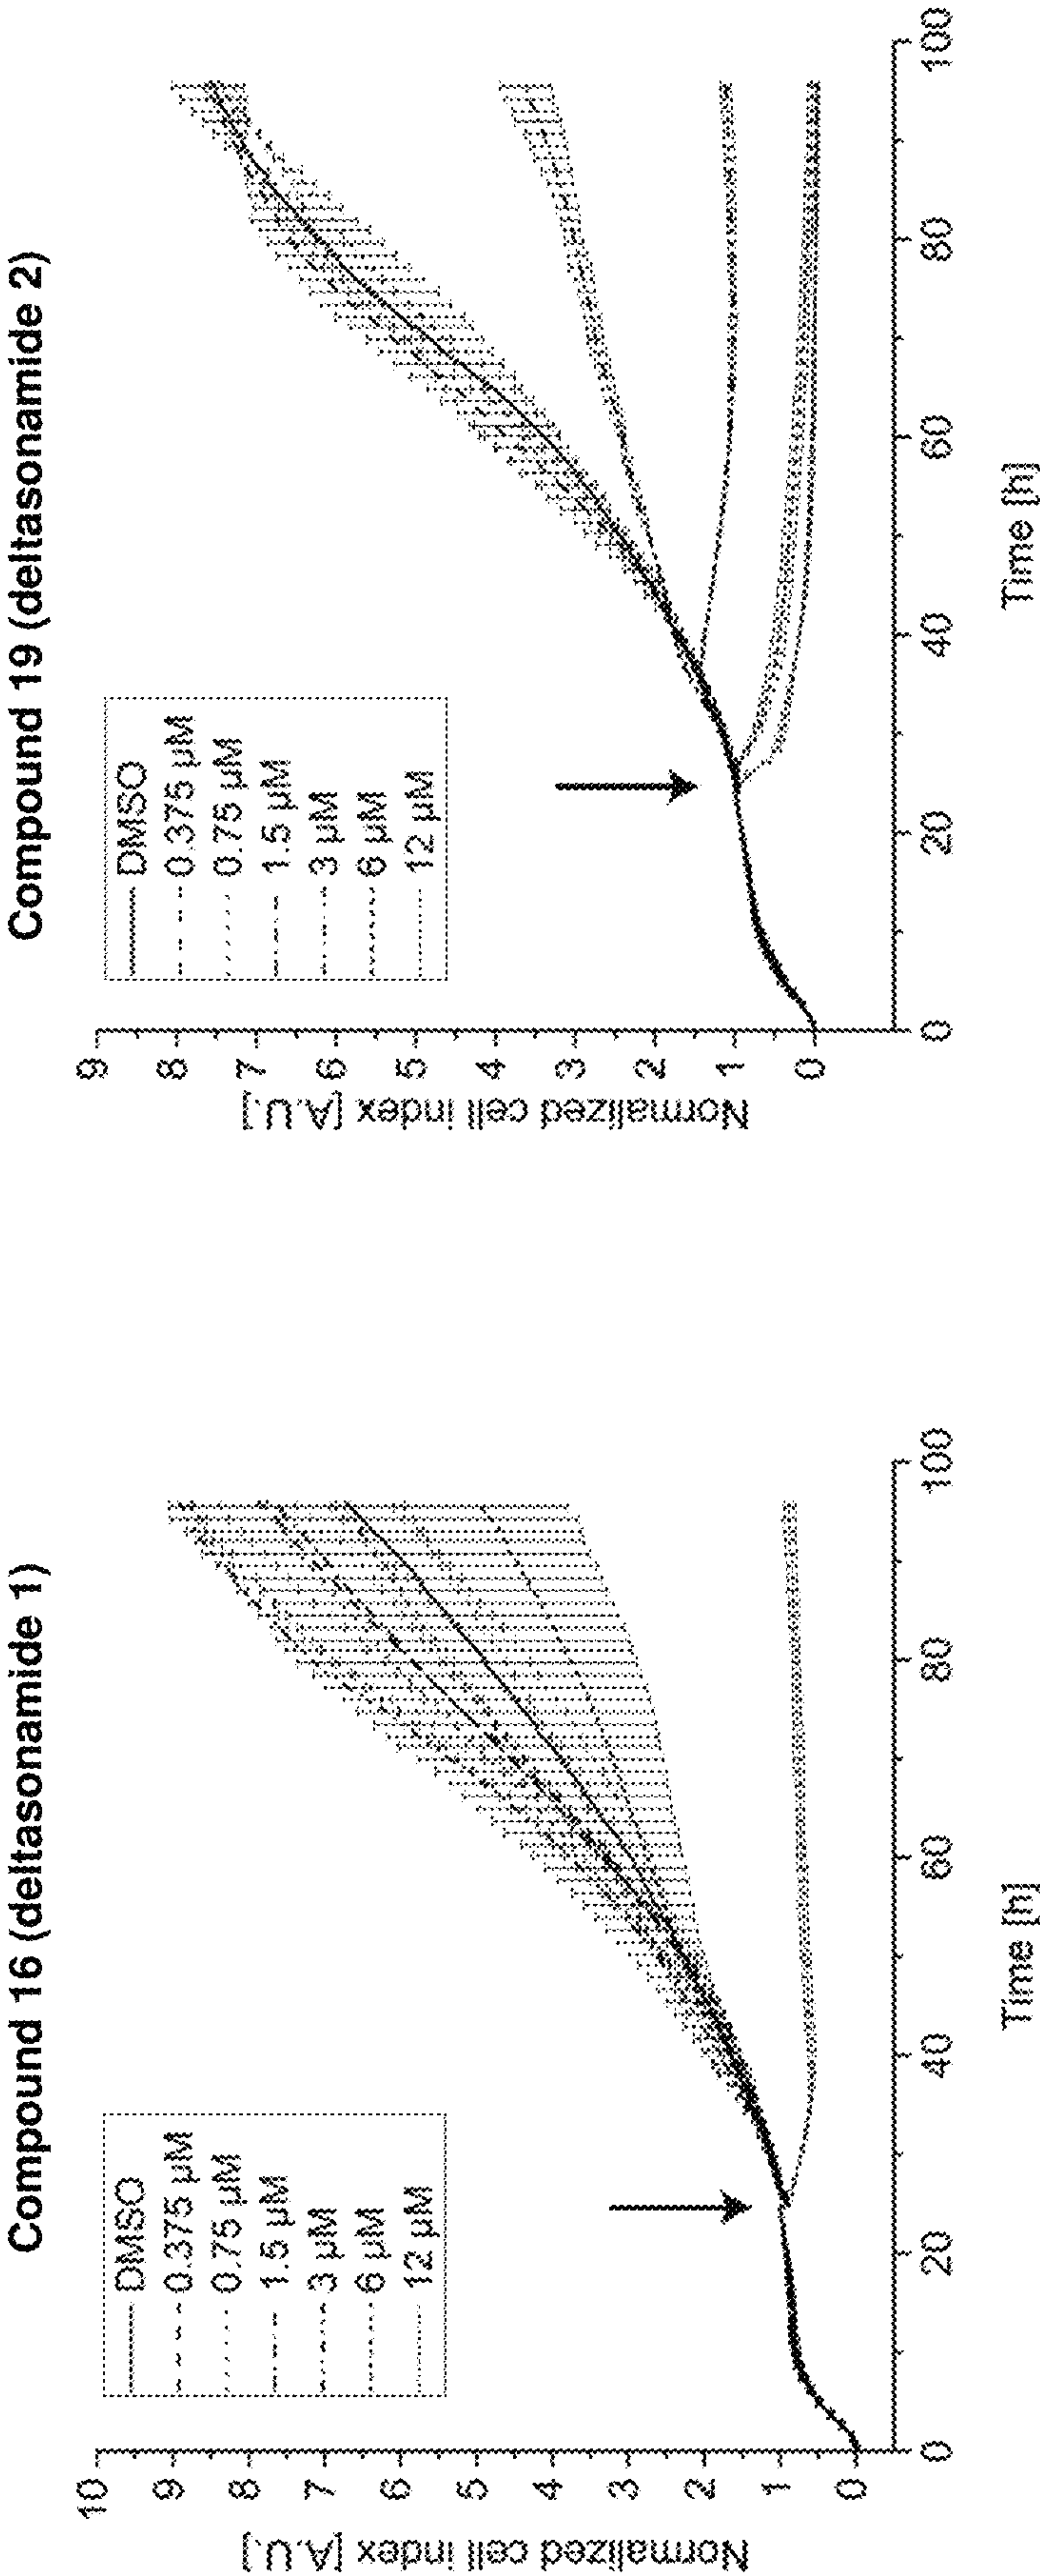 Compound 16 (deltasonamide 1)
Normalized cell index [A.U.]
10
9
8
7
6
5
4
3
2
1
0
DMSO
0.375 µM
0.75 µM
1.5 µM
3 µM
6 µM
12 µM
0 20 40 60 80 100
Time [h]
Compound 19 (deltasonamide 2)
Normalized cell index [A.U.]
9
8
7
6
5
4
3
2
1
0
DMSO
0.375 µM
0.75 µM
1.5 µM
3 µM
6 µM
12 µM
0 20 40 60 80 100
Time [h]